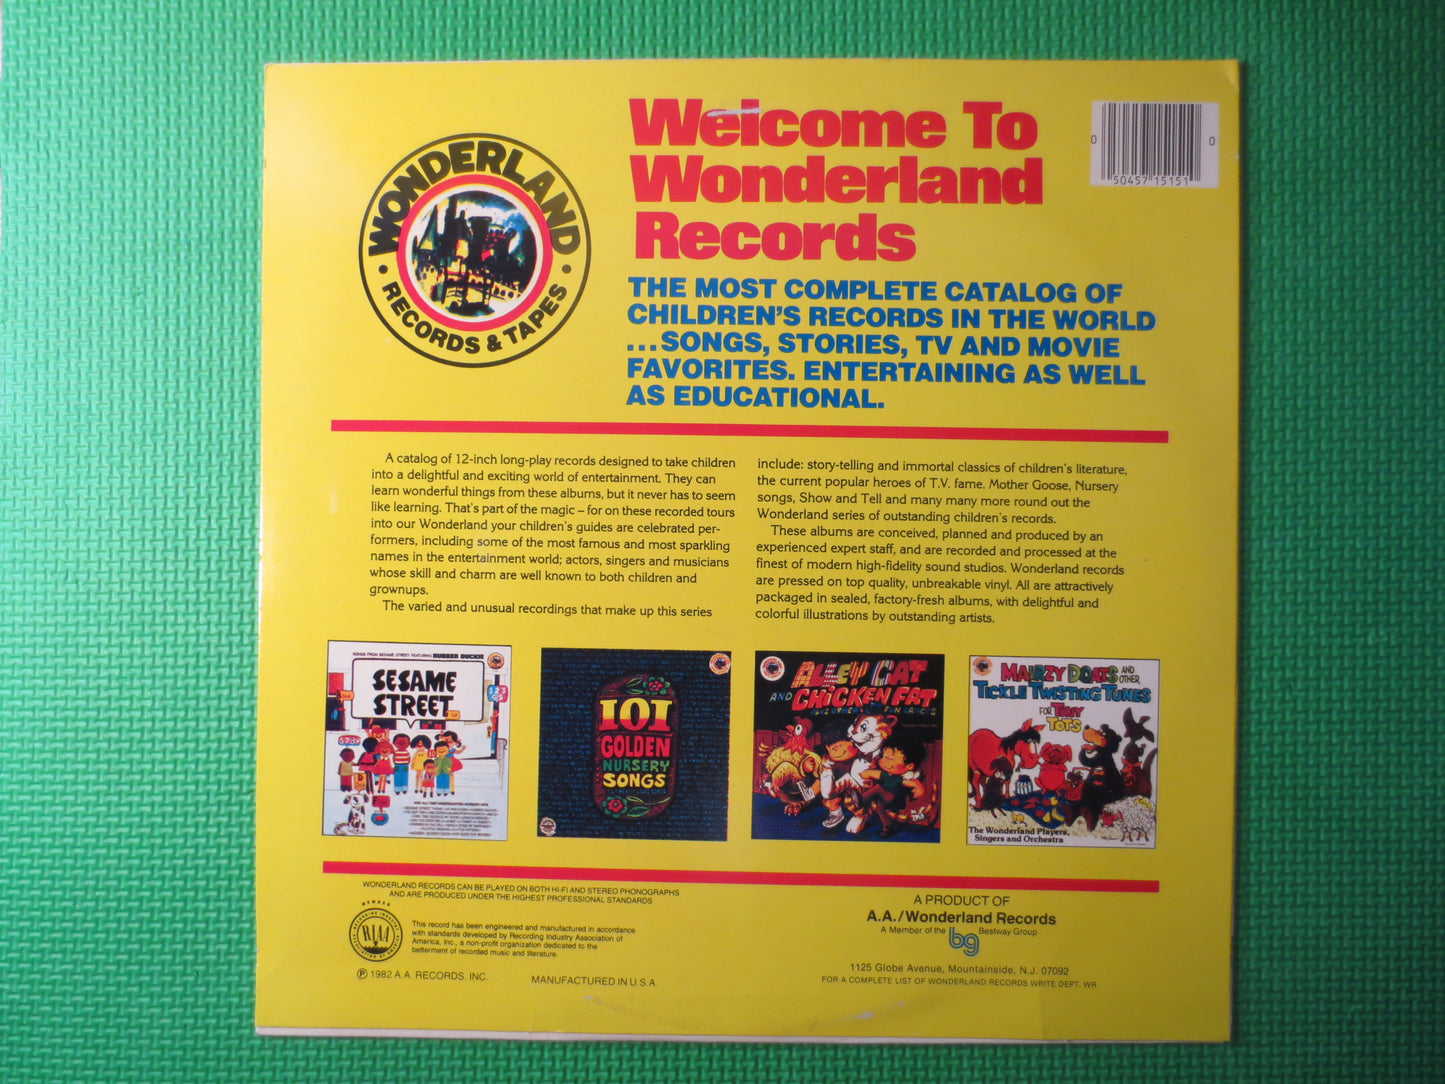 WONDERLAND
• RECORDS & TAPES •
Welcome To
Wonderland
Records
0 50457 15151 0
THE MOST COMPLETE CATALOG OF
CHILDREN'S RECORDS IN THE WORLD
...SONGS, STORIES, TV AND MOVIE
FAVORITES. ENTERTAINING AS WELL
AS EDUCATIONAL.
A catalog of 12-inch long-play records designed to take children
into a delightful and exciting world of entertainment. They can
learn wonderful things from these albums, but it never has to seem
like learning. That's part of the magic – for on these recorded tours
into our Wonderland your children's guides are celebrated per-
formers, including some of the most famous and most sparkling
names in the entertainment world; actors, singers and musicians
whose skill and charm are well known to both children and
grownups.
The varied and unusual recordings that make up this series
include: story-telling and immortal classics of children's literature,
the current popular heroes of T.V. fame. Mother Goose, Nursery
songs, Show and Tell and many many more round out the
Wonderland series of outstanding children's records.
These albums are conceived, planned and produced by an
experienced expert staff, and are recorded and processed at the
finest of modern high-fidelity sound studios. Wonderland records
are pressed on top quality, unbreakable vinyl. All are attractively
packaged in sealed, factory-fresh albums, with delightful and
colorful illustrations by outstanding artists.
SONGS FROM SESAME STREET FEATURING RUBBER DUCKIE
SESAME
STREET
101
GOLDEN
NURSERY
SONGS
ALLEY CAT
AND CHICKEN FAT
MAIRZY DOATS AND
OTHER
TICKLE TWISTING TUNES
FOR TINY
TOTS
The Wonderland Players,
Singers and Orchestra
WONDERLAND RECORDS CAN BE PLAYED ON BOTH HI-FI AND STEREO PHONOGRAPHS
AND ARE PRODUCED UNDER THE HIGHEST PROFESSIONAL STANDARDS
MEMBER
RIAA
This record has been engineered and manufactured in accordance
with standards developed by Recording Industry Association of
America, Inc., a non-profit organization dedicated to the
betterment of recorded music and literature.
℗ 1982 A.A. RECORDS, INC.
MANUFACTURED IN U.S.A.
A PRODUCT OF
A.A./Wonderland Records
A Member of the bg Bestway Group
1125 Globe Avenue, Mountainside, N.J. 07092
FOR A COMPLETE LIST OF WONDERLAND RECORDS WRITE DEPT. WR